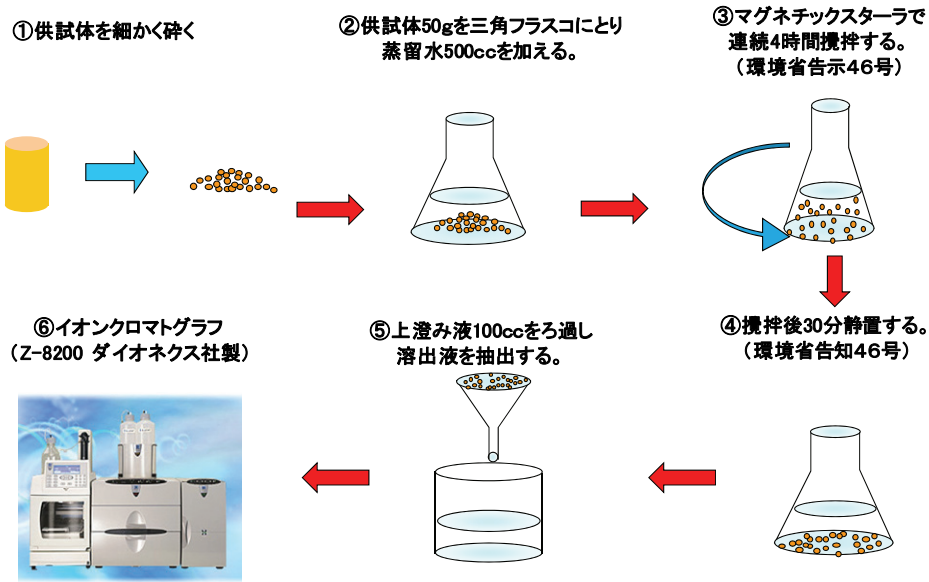 ①供試体を細かく砕く
②供試体50gを三角フラスコにとり
蒸留水500ccを加える。
③マグネチックスターラで
連続4時間攪拌する。
（環境省告示４６号）
④攪拌後30分静置する。
（環境省告知４６号）
⑤上澄み液100ccをろ過し
溶出液を抽出する。
⑥イオンクロマトグラフ
（Z-8200 ダイオネクス社製）